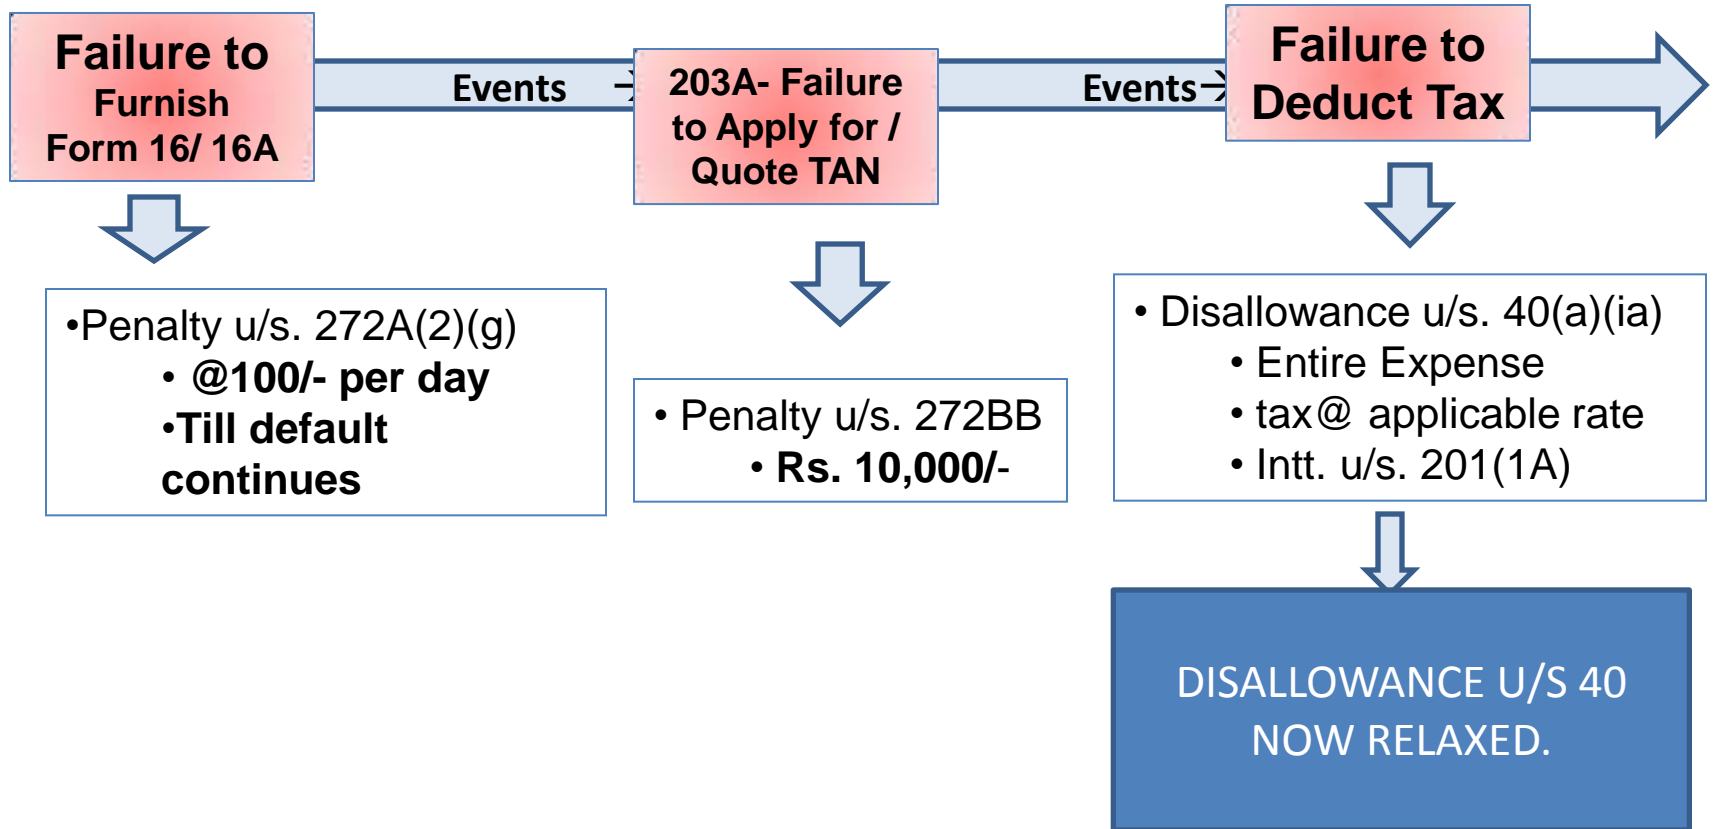 Failure to
Furnish
Form 16/ 16A
Events →
203A- Failure
to Apply for /
Quote TAN
Events→
Failure to
Deduct Tax
•Penalty u/s. 272A(2)(g)
• @100/- per day
•Till default
continues
• Penalty u/s. 272BB
• Rs. 10,000/-
• Disallowance u/s. 40(a)(ia)
• Entire Expense
• tax@ applicable rate
• Intt. u/s. 201(1A)
DISALLOWANCE U/S 40
NOW RELAXED.